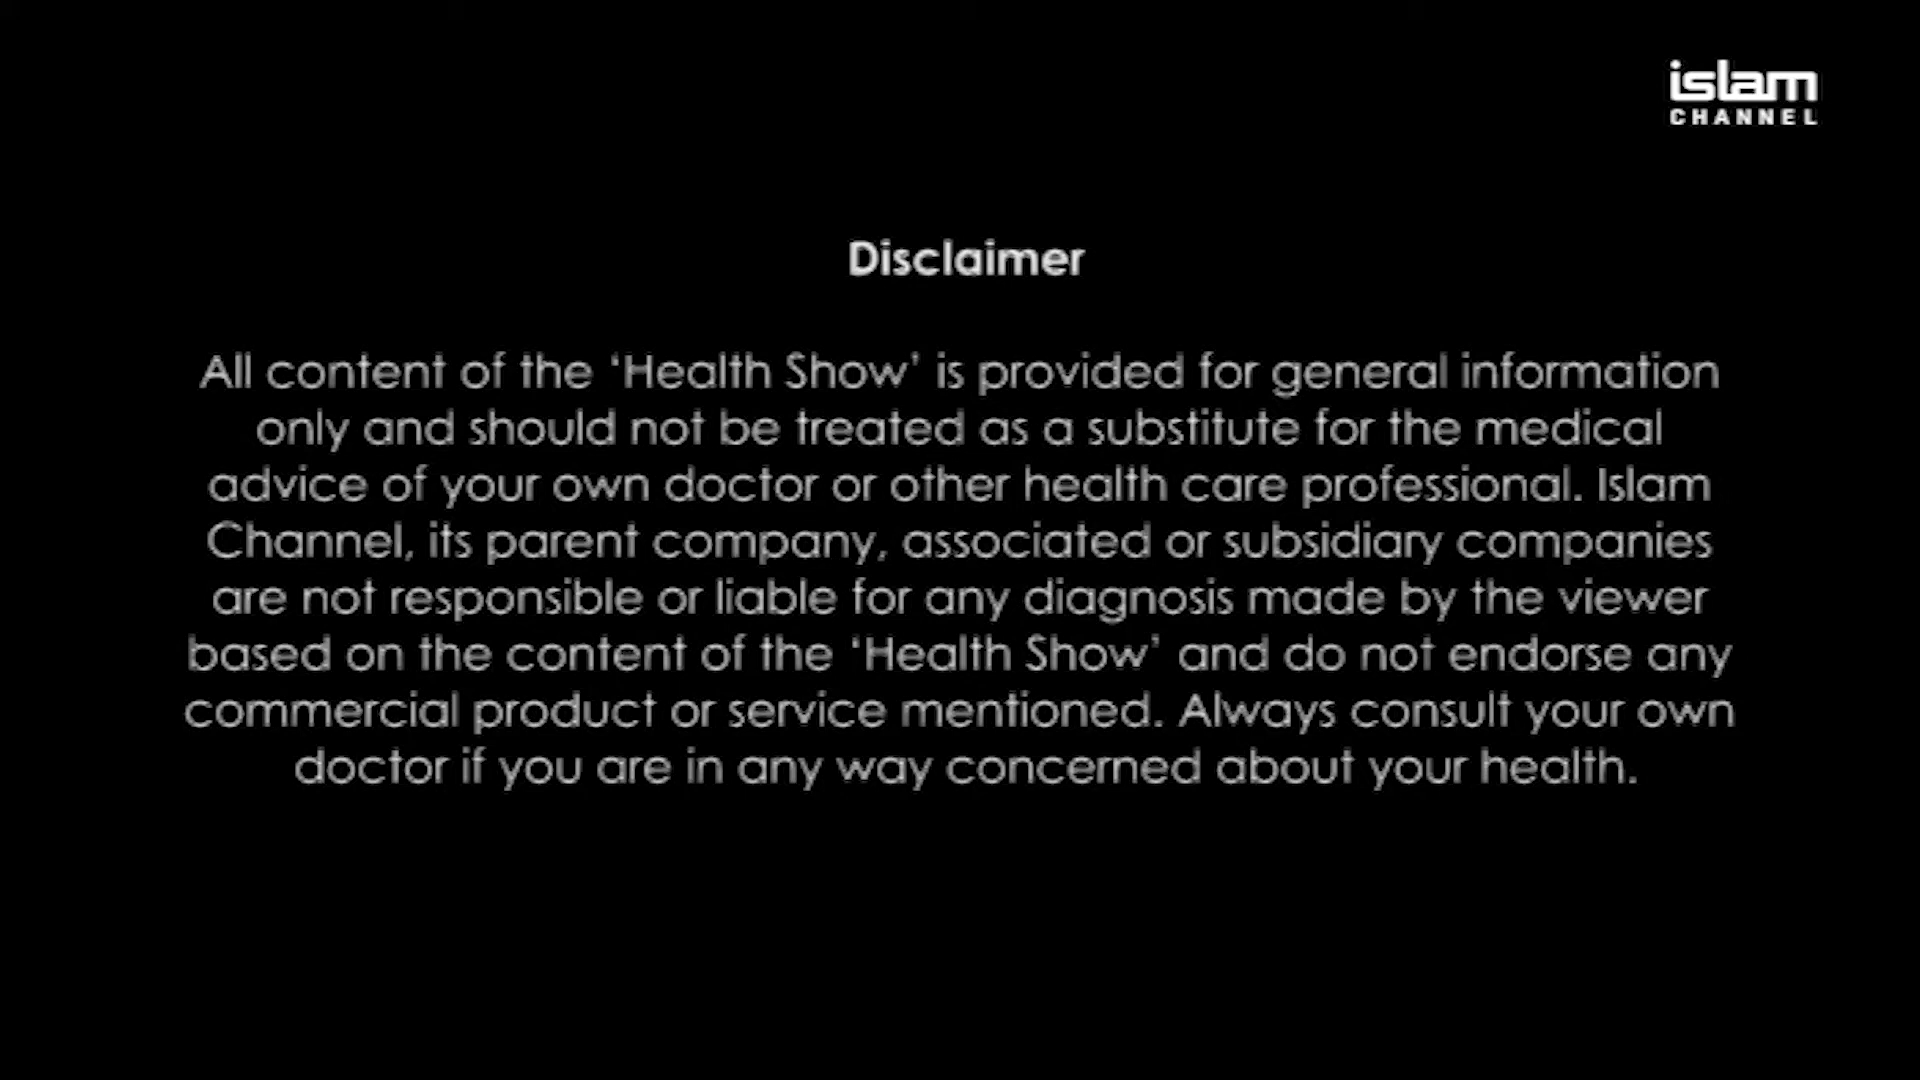 islam
CHANNEL
Disclaimer
All content of the ‘Health Show’ is provided for general information
only and should not be treated as a substitute for the medical
advice of your own doctor or other health care professional. Islam
Channel, its parent company, associated or subsidiary companies
are not responsible or liable for any diagnosis made by the viewer
based on the content of the ‘Health Show’ and do not endorse any
commercial product or service mentioned. Always consult your own
doctor if you are in any way concerned about your health.